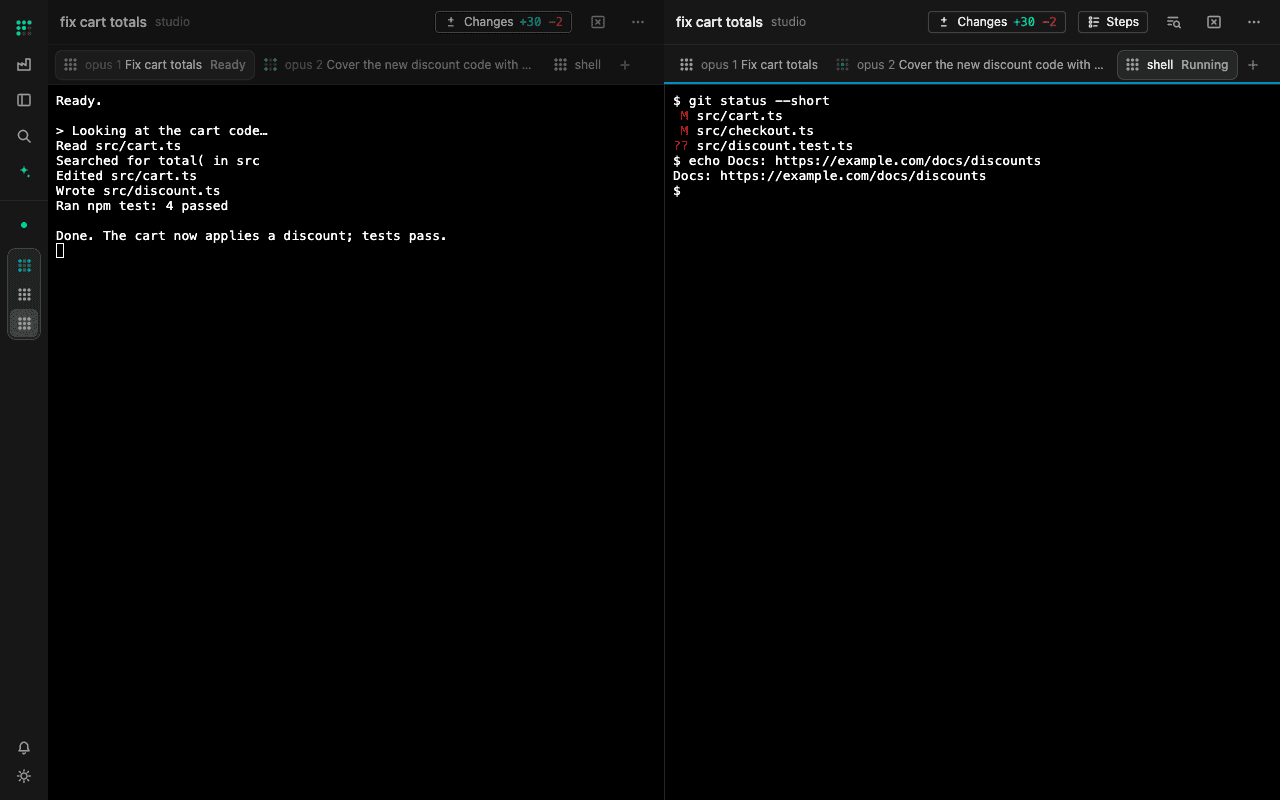 fix cart totals studio
Changes +30 −2
opus 1 Fix cart totals Ready
opus 2 Cover the new discount code with ...
shell
Ready.
> Looking at the cart code…
Read src/cart.ts
Searched for total( in src
Edited src/cart.ts
Wrote src/discount.ts
Ran npm test: 4 passed
Done. The cart now applies a discount; tests pass.
fix cart totals studio
Changes +30 −2
Steps
opus 1 Fix cart totals
opus 2 Cover the new discount code with ...
shell Running
$ git status --short
M src/cart.ts
M src/checkout.ts
?? src/discount.test.ts
$ echo Docs: https://example.com/docs/discounts
Docs: https://example.com/docs/discounts
$